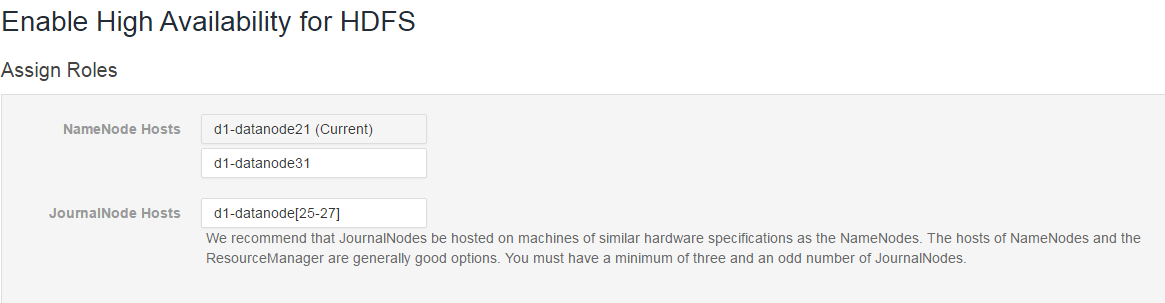 Enable High Availability for HDFS
Assign Roles
NameNode Hosts
d1-datanode21 (Current)
d1-datanode31
JournalNode Hosts
d1-datanode[25-27]
We recommend that JournalNodes be hosted on machines of similar hardware specifications as the NameNodes. The hosts of NameNodes and the
ResourceManager are generally good options. You must have a minimum of three and an odd number of JournalNodes.